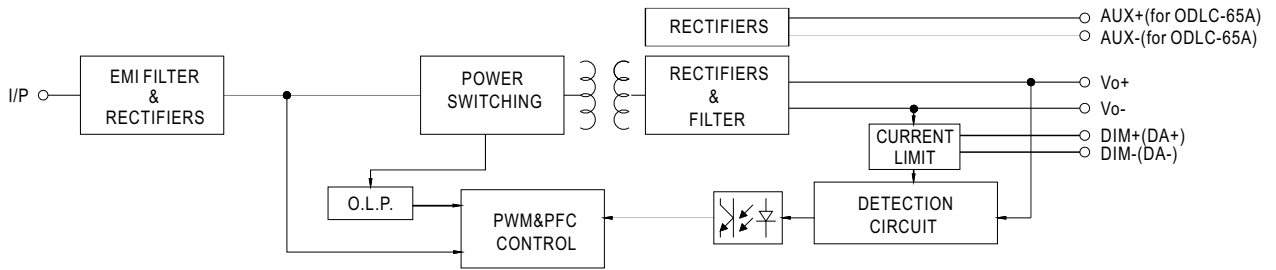 RECTIFIERS
AUX+(for ODLC-65A)
AUX-(for ODLC-65A)
I/P
EMI FILTER
&
RECTIFIERS
POWER
SWITCHING
RECTIFIERS
&
FILTER
Vo+
Vo-
CURRENT
LIMIT
DIM+(DA+)
DIM-(DA-)
O.L.P.
PWM&PFC
CONTROL
DETECTION
CIRCUIT